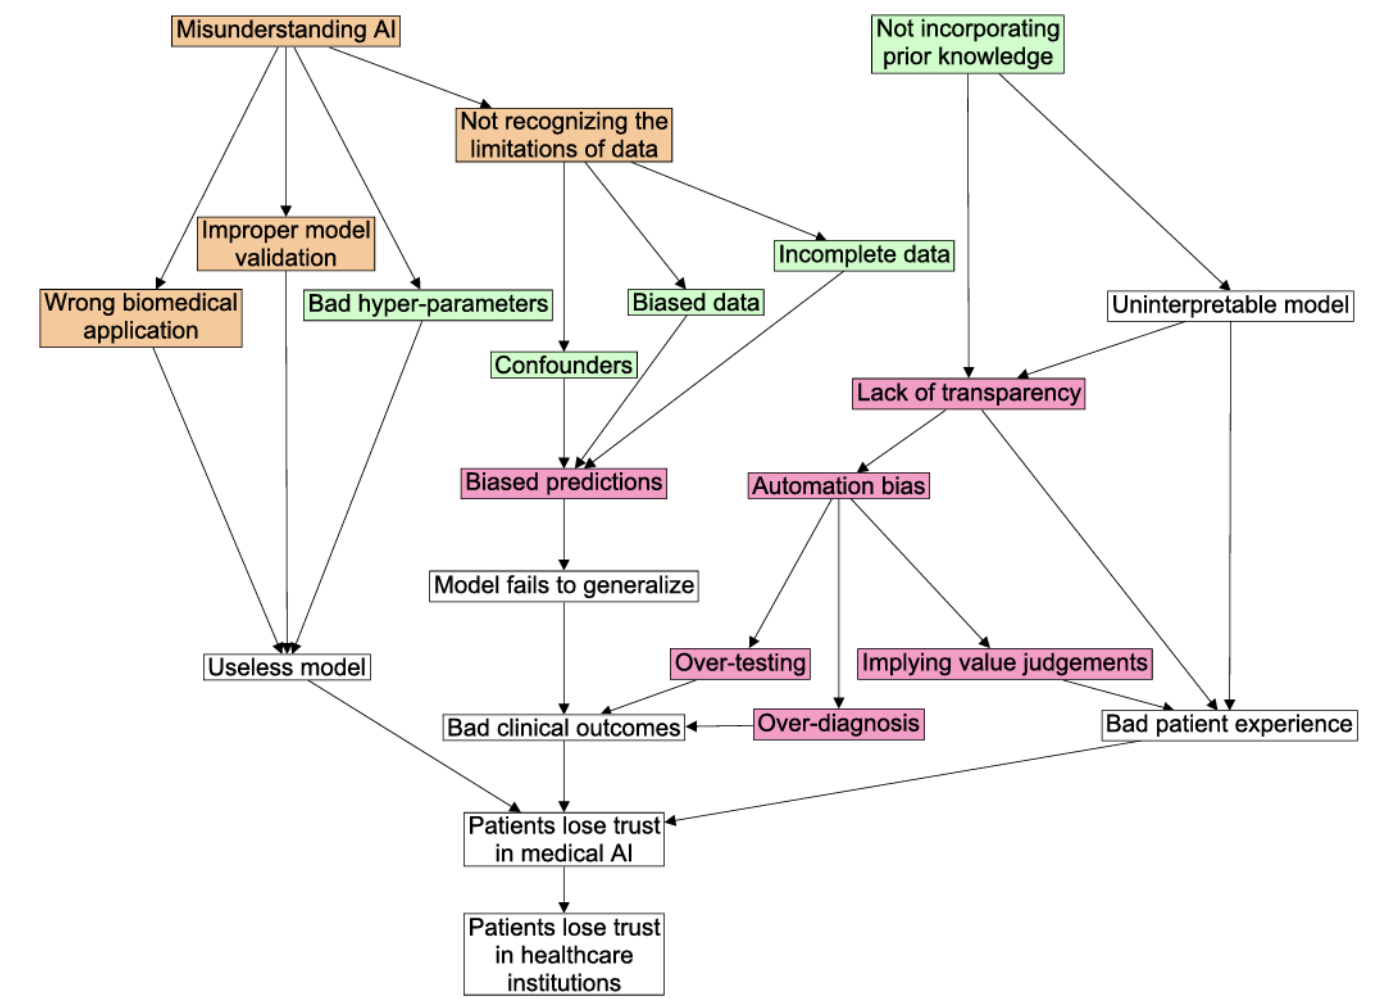 Misunderstanding AI
Not incorporating
prior knowledge
Not recognizing the
limitations of data
Improper model
validation
Incomplete data
Wrong biomedical
application
Bad hyper-parameters
Biased data
Uninterpretable model
Confounders
Lack of transparency
Biased predictions
Automation bias
Model fails to generalize
Useless model
Over-testing
Implying value judgements
Bad clinical outcomes
Over-diagnosis
Bad patient experience
Patients lose trust
in medical AI
Patients lose trust
in healthcare
institutions